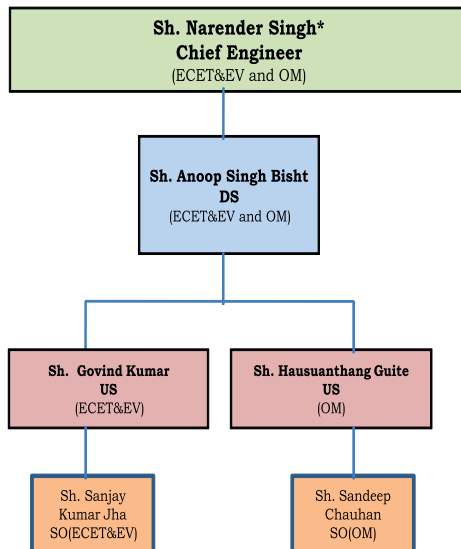 Sh. Narender Singh*
Chief Engineer
(ECET&EV and OM)
Sh. Anoop Singh Bisht
DS
(ECET&EV and OM)
Sh. Govind Kumar
US
(ECET&EV)
Sh. Hausuanthang Guite
US
(OM)
Sh. Sanjay
Kumar Jha
SO(ECET&EV)
Sh. Sandeep
Chauhan
SO(OM)